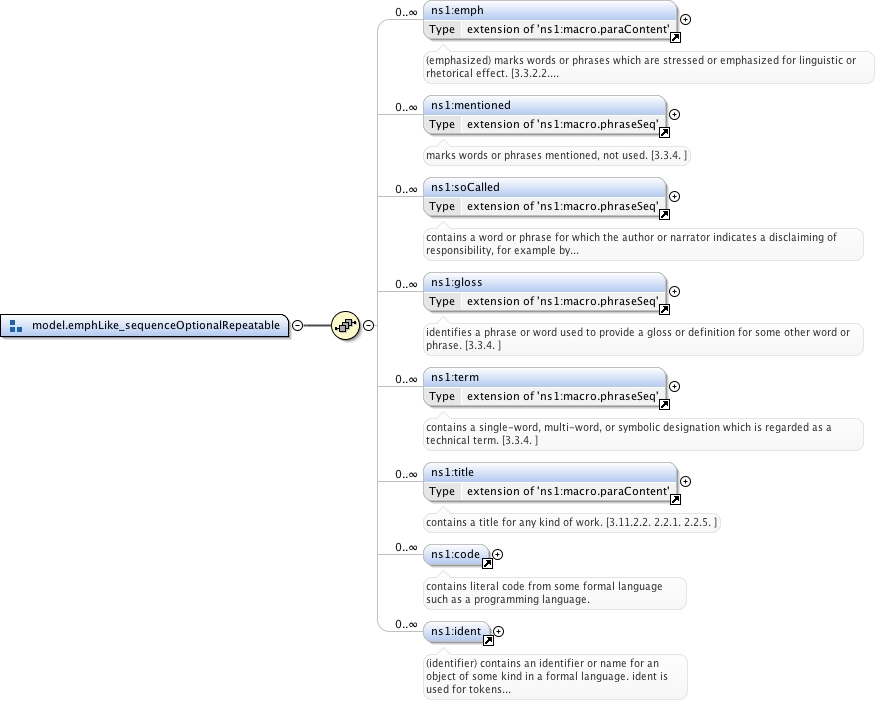 0..∞
ns1:emph
Type extension of 'ns1:macro.paraContent'
(emphasized) marks words or phrases which are stressed or emphasized for linguistic or
rhetorical effect. [3.3.2.2....
0..∞
ns1:mentioned
Type extension of 'ns1:macro.phraseSeq'
marks words or phrases mentioned, not used. [3.3.4. ]
0..∞
ns1:soCalled
Type extension of 'ns1:macro.phraseSeq'
contains a word or phrase for which the author or narrator indicates a disclaiming of
responsibility, for example by...
0..∞
ns1:gloss
Type extension of 'ns1:macro.phraseSeq'
identifies a phrase or word used to provide a gloss or definition for some other word or
phrase. [3.3.4. ]
model.emphLike_sequenceOptionalRepeatable
0..∞
ns1:term
Type extension of 'ns1:macro.phraseSeq'
contains a single-word, multi-word, or symbolic designation which is regarded as a
technical term. [3.3.4. ]
0..∞
ns1:title
Type extension of 'ns1:macro.paraContent'
contains a title for any kind of work. [3.11.2.2. 2.2.1. 2.2.5. ]
0..∞
ns1:code
contains literal code from some formal language
such as a programming language.
0..∞
ns1:ident
(identifier) contains an identifier or name for an
object of some kind in a formal language. ident is
used for tokens...